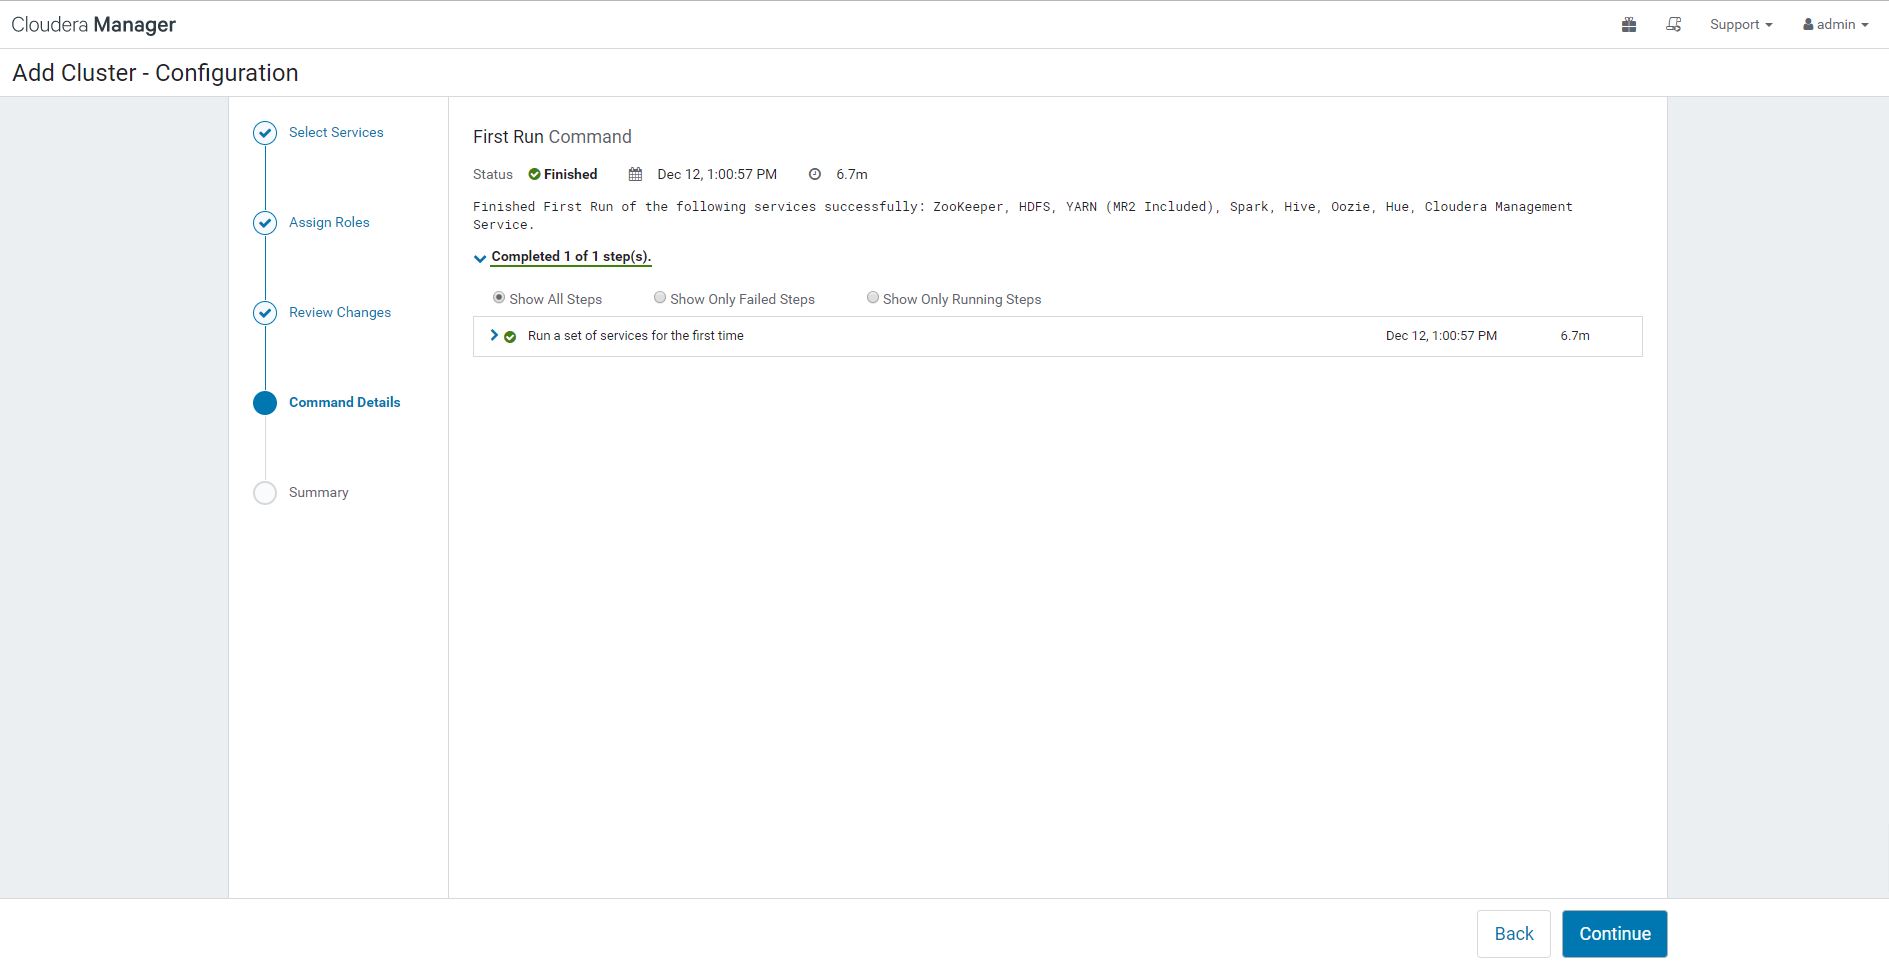 Cloudera Manager
Support
admin
Add Cluster - Configuration
Select Services
Assign Roles
Review Changes
Command Details
Summary
First Run Command
Status Finished Dec 12, 1:00:57 PM 6.7m
Finished First Run of the following services successfully: ZooKeeper, HDFS, YARN (MR2 Included), Spark, Hive, Oozie, Hue, Cloudera Management
Service.
Completed 1 of 1 step(s).
Show All Steps Show Only Failed Steps Show Only Running Steps
Run a set of services for the first time Dec 12, 1:00:57 PM 6.7m
Back Continue